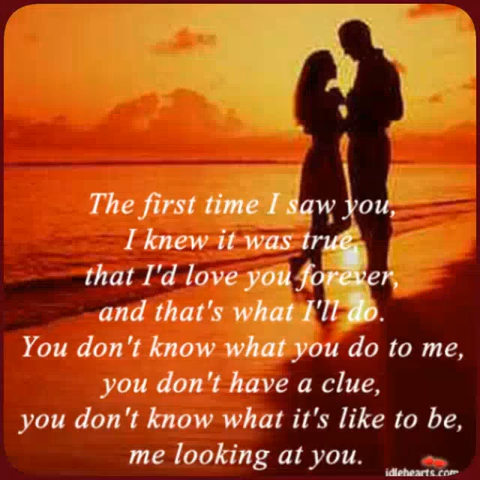 The first time I saw you,
I knew it was true,
that I'd love you forever,
and that's what I'll do.
You don't know what you do to me,
you don't have a clue,
you don't know what it's like to be,
me looking at you.
idlehearts.com